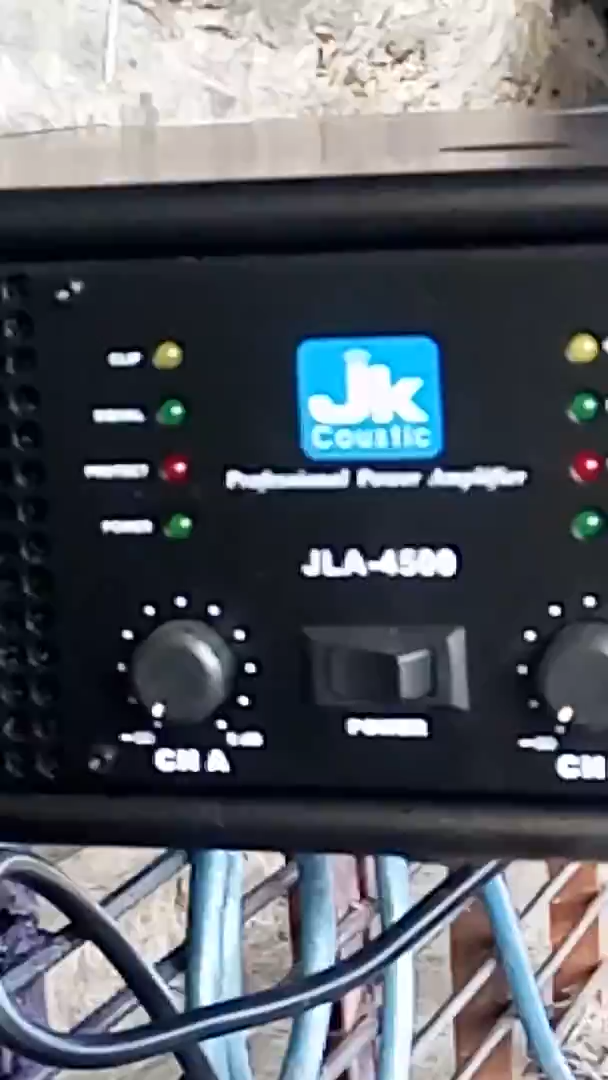 Jk
Coustic
Professional Power Amplifier
CLIP
SIGNAL
PROTECT
POWER
JLA-4500
POWER
CH A
CH